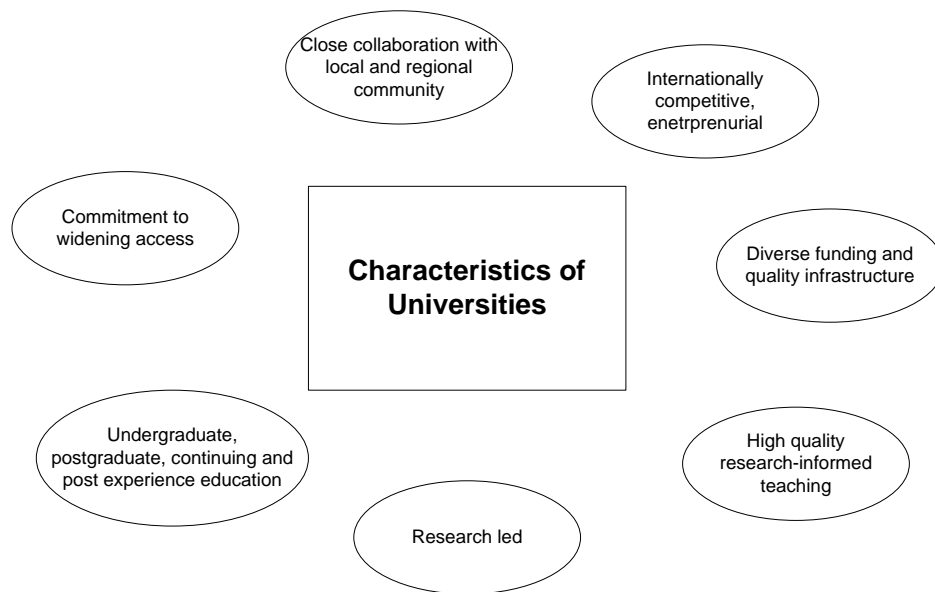 Close collaboration with
local and regional
community
Internationally
competitive,
enetrprenurial
Commitment to
widening access
Characteristics of
Universities
Diverse funding and
quality infrastructure
Undergraduate,
postgraduate, continuing and
post experience education
High quality
research-informed
teaching
Research led